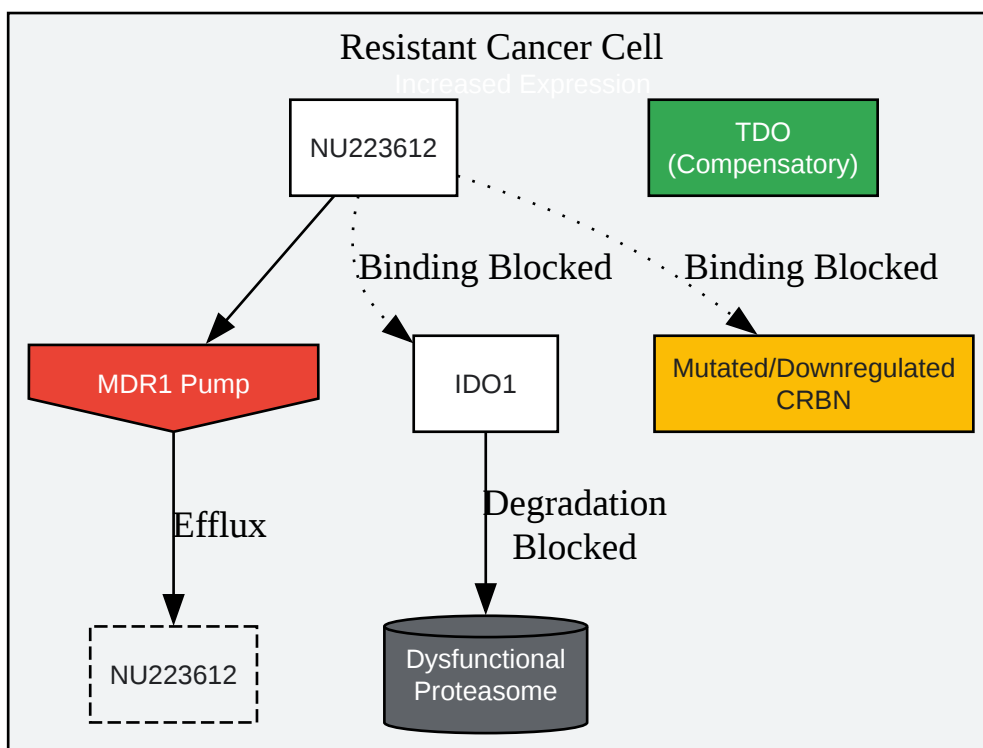 Resistant Cancer Cell
Increased Expression
NU223612
TDO
(Compensatory)
Binding Blocked
Binding Blocked
MDR1 Pump
IDO1
Mutated/Downregulated
CRBN
Efflux
Degradation
Blocked
NU223612
Dysfunctional
Proteasome